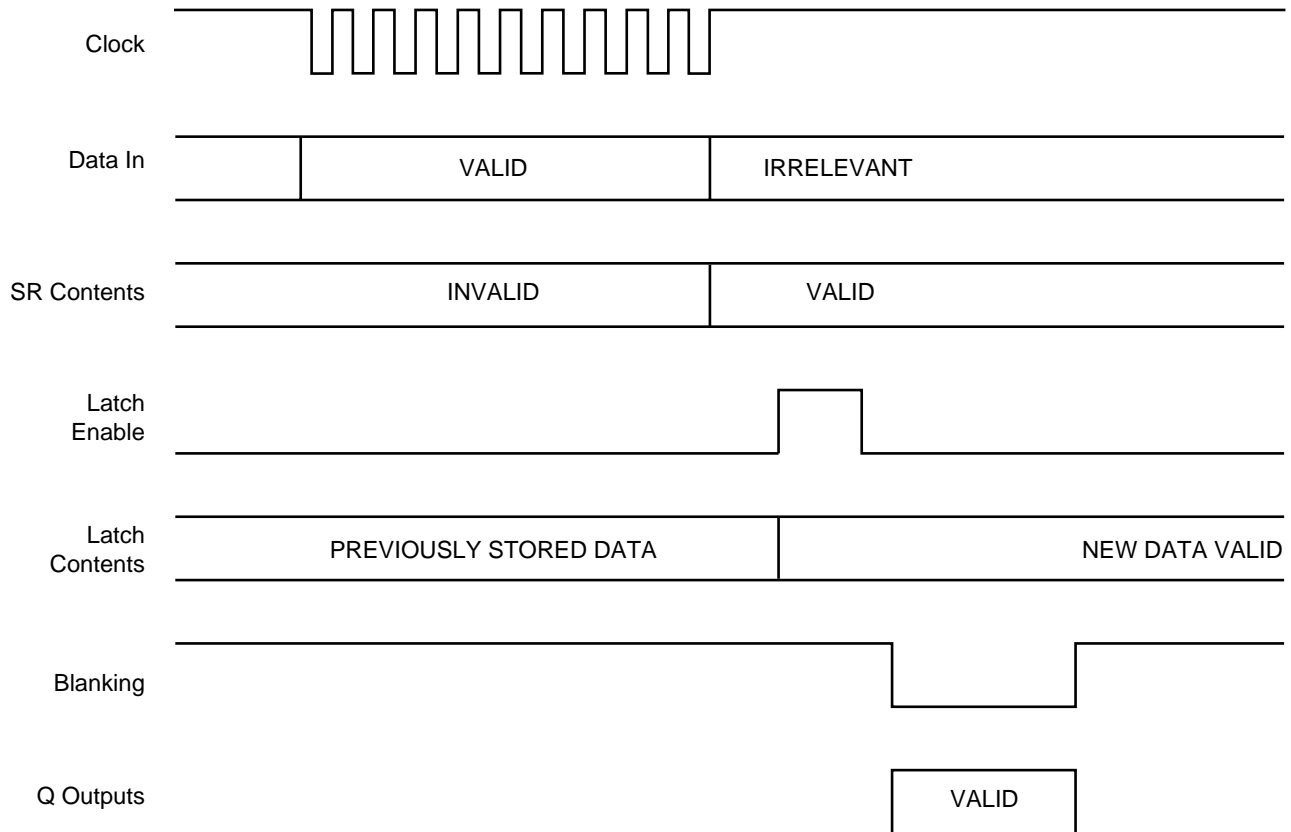 Clock
Data In
VALID
IRRELEVANT
SR Contents
INVALID
VALID
Latch
Enable
Latch
Contents
PREVIOUSLY STORED DATA
NEW DATA VALID
Blanking
Q Outputs
VALID